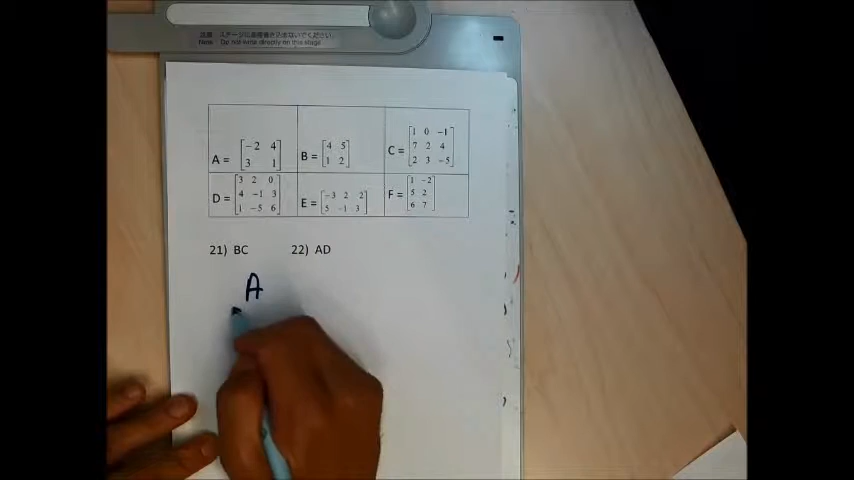 注意 ステージに直接書きこまないでください。
Note Do not write directly on this stage.
A = [-2 4
3 1]
B = [4 5
1 2]
C = [1 0 -1
7 2 4
2 3 -5]
D = [3 2 0
4 -1 3
1 -5 6]
E = [-3 2 2
5 -1 3]
F = [1 -2
5 2
6 7]
21) BC 22) AD
A